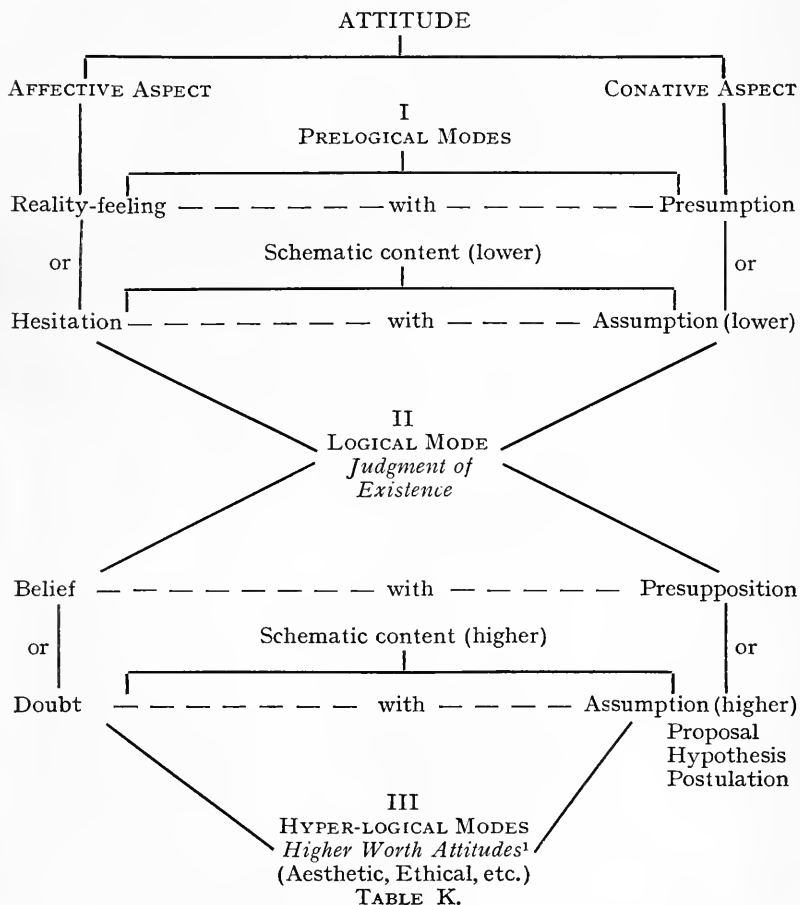 ATTITUDE
AFFECTIVE ASPECT CONATIVE ASPECT
I
PRELOGICAL MODES
Reality-feeling — — — — — — with — — — — — — Presumption
or Schematic content (lower) or
Hesitation — — — — — — with — — — — — Assumption (lower)
II
LOGICAL MODE
Judgment of
Existence
Belief — — — — — — — with — — — — — — Presupposition
or Schematic content (higher) or
Doubt — — — — — — — with — — — — — Assumption (higher)
Proposal
Hypothesis
Postulation
III
HYPER-LOGICAL MODES
Higher Worth Attitudes¹
(Aesthetic, Ethical, etc.)
TABLE K.